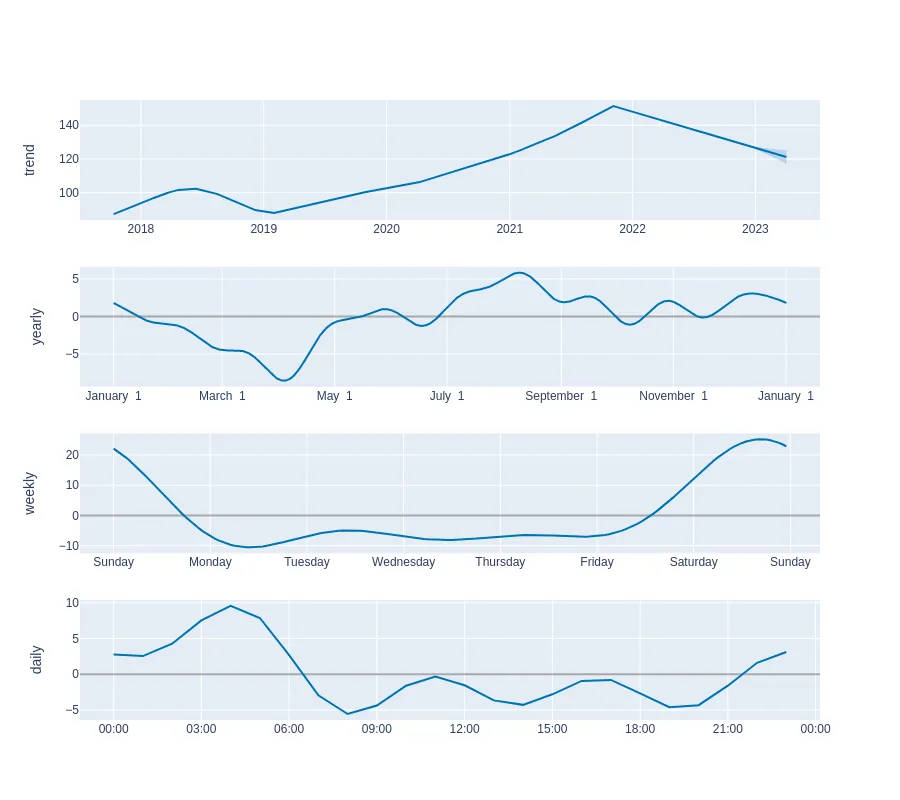 trend
140
120
100
2018 2019 2020 2021 2022 2023
yearly
5
0
−5
January 1 March 1 May 1 July 1 September 1 November 1 January 1
weekly
20
10
0
−10
Sunday Monday Tuesday Wednesday Thursday Friday Saturday Sunday
daily
10
5
0
−5
00:00 03:00 06:00 09:00 12:00 15:00 18:00 21:00 00:00